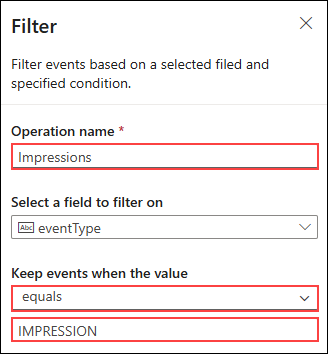 Filter
Filter events based on a selected filed and
specified condition.
Operation name *
Impressions
Select a field to filter on
Abc eventType
Keep events when the value
equals
IMPRESSION